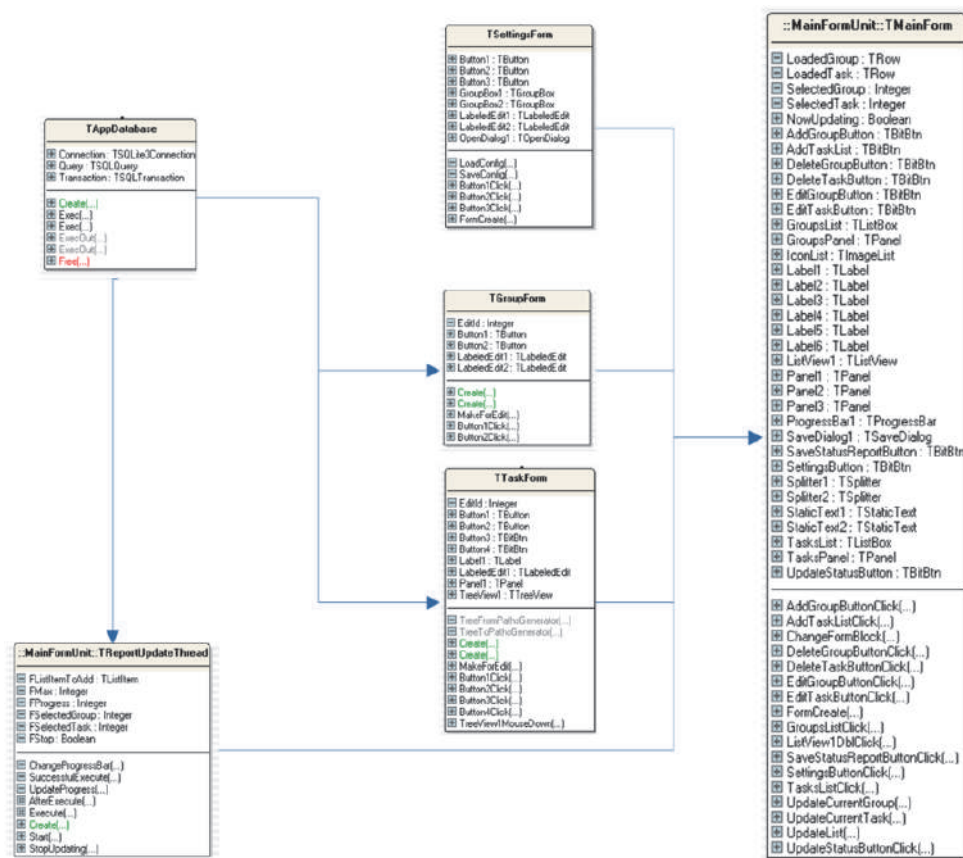 TAppDatabase
Connection : TSQLite3Connection
Query : TSQLQuery
Transaction : TSQLTransaction
Create(...)
Exec(...)
Exec(...)
ExecOut(...)
ExecOut(...)
Free(...)
TSettingsForm
Button1 : TButton
Button2 : TButton
Button3 : TButton
GroupBox1 : TGroupBox
GroupBox2 : TGroupBox
LabeledEdit1 : TLabeledEdit
LabeledEdit2 : TLabeledEdit
OpenDialog1 : TOpenDialog
LoadConfig(...)
SaveConfig(...)
Button1Click(...)
Button2Click(...)
Button3Click(...)
FormCreate(...)
TGroupForm
EditId : Integer
Button1 : TButton
Button2 : TButton
LabeledEdit1 : TLabeledEdit
LabeledEdit2 : TLabeledEdit
Create(...)
Create(...)
MakeForEdit(...)
Button1Click(...)
Button2Click(...)
TTaskForm
EditId : Integer
Button1 : TButton
Button2 : TButton
Button3 : TBitBtn
Button4 : TBitBtn
Label1 : TLabel
LabeledEdit1 : TLabeledEdit
Panel1 : TPanel
TreeView1 : TTreeView
TreeFromPathsGenerator(...)
TreeToPathsGenerator(...)
Create(...)
Create(...)
MakeForEdit(...)
Button1Click(...)
Button2Click(...)
Button3Click(...)
Button4Click(...)
TreeView1MouseDown(...)
::MainFormUnit::TReportUpdateThread
FListItemToAdd : TListItem
FMax : Integer
FProgress : Integer
FSelectedGroup : Integer
FSelectedTask : Integer
FStop : Boolean
ChangeProgressBar(...)
SuccessfulExecute(...)
UpdateProgress(...)
AfterExecute(...)
Execute(...)
Create(...)
Start(...)
StopUpdating(...)
::MainFormUnit::TMainForm
LoadedGroup : TRow
LoadedTask : TRow
SelectedGroup : Integer
SelectedTask : Integer
NowUpdating : Boolean
AddGroupButton : TBitBtn
AddTaskList : TBitBtn
DeleteGroupButton : TBitBtn
DeleteTaskButton : TBitBtn
EditGroupButton : TBitBtn
EditTaskButton : TBitBtn
GroupsList : TListBox
GroupsPanel : TPanel
IconList : TImageList
Label1 : TLabel
Label2 : TLabel
Label3 : TLabel
Label4 : TLabel
Label5 : TLabel
Label6 : TLabel
ListView1 : TListView
Panel1 : TPanel
Panel2 : TPanel
Panel3 : TPanel
ProgressBar1 : TProgressBar
SaveDialog1 : TSaveDialog
SaveStatusReportButton : TBitBtn
SettingsButton : TBitBtn
Splitter1 : TSplitter
Splitter2 : TSplitter
StaticText1 : TStaticText
StaticText2 : TStaticText
TasksList : TListBox
TasksPanel : TPanel
UpdateStatusButton : TBitBtn
AddGroupButtonClick(...)
AddTaskListClick(...)
ChangeFormBlock(...)
DeleteGroupButtonClick(...)
DeleteTaskButtonClick(...)
EditGroupButtonClick(...)
EditTaskButtonClick(...)
FormCreate(...)
GroupsListClick(...)
ListView1DblClick(...)
SaveStatusReportButtonClick(...)
SettingsButtonClick(...)
TasksListClick(...)
UpdateCurrentGroup(...)
UpdateCurrentTask(...)
UpdateList(...)
UpdateStatusButtonClick(...)